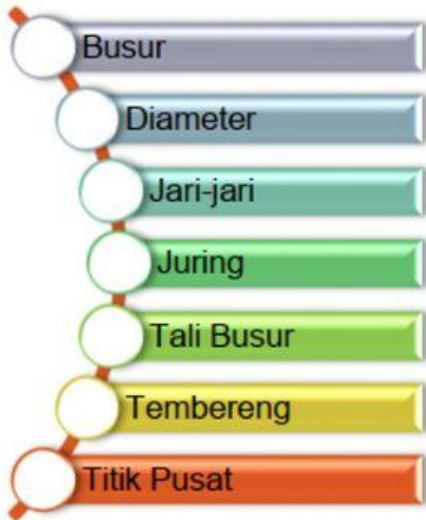 Busur
Diameter
Jari-jari
Juring
Tali Busur
Tembereng
Titik Pusat